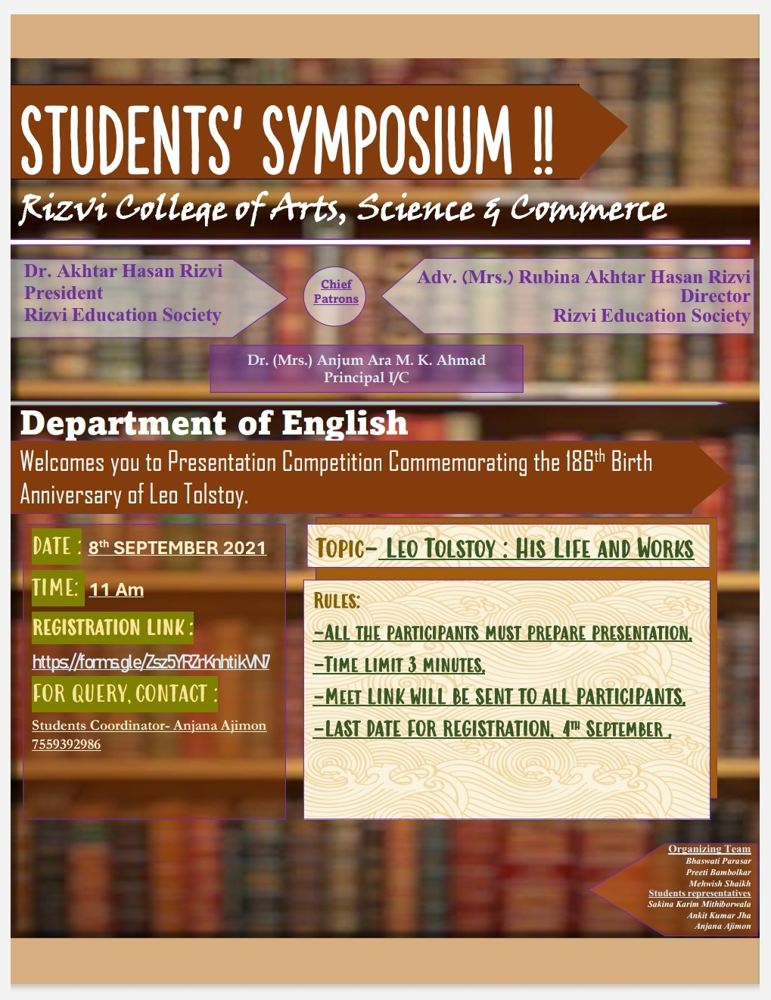 STUDENTS' SYMPOSIUM !!
Rizvi College of Arts, Science & Commerce
Dr. Akhtar Hasan Rizvi
President
Rizvi Education Society
Chief
Patrons
Adv. (Mrs.) Rubina Akhtar Hasan Rizvi
Director
Rizvi Education Society
Dr. (Mrs.) Anjum Ara M. K. Ahmad
Principal I/C
Department of English
Welcomes you to Presentation Competition Commemorating the 186th Birth
Anniversary of Leo Tolstoy.
DATE : 8th SEPTEMBER 2021
TIME: 11 Am
REGISTRATION LINK :
https://forms.gle/Zsz5YRZrKnhtikVN7
FOR QUERY, CONTACT :
Students Coordinator- Anjana Ajimon
7559392986
TOPIC- LEO TOLSTOY : HIS LIFE AND WORKS
RULES:
-ALL THE PARTICIPANTS MUST PREPARE PRESENTATION.
-TIME LIMIT 3 MINUTES.
-MEET LINK WILL BE SENT TO ALL PARTICIPANTS.
-LAST DATE FOR REGISTRATION, 4TH SEPTEMBER .
Organizing Team
Bhaswati Parasar
Preeti Bambolkar
Mehwish Shaikh
Students representatives
Sakina Karim Mithiborwala
Ankit Kumar Jha
Anjana Ajimon